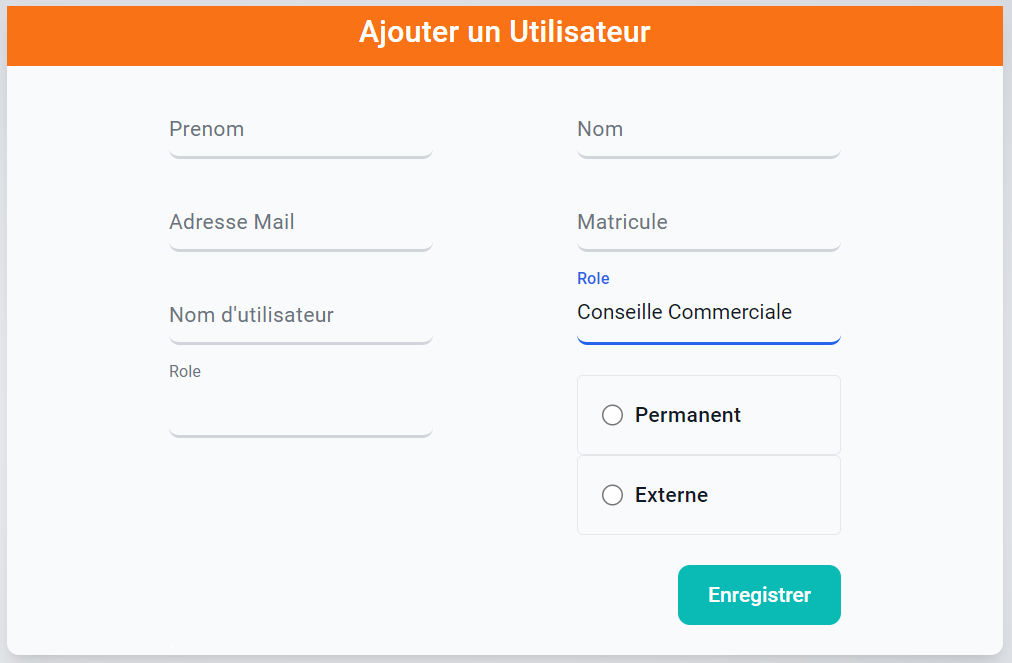 Ajouter un Utilisateur
Prenom
Nom
Adresse Mail
Matricule
Nom d'utilisateur
Role
Conseille Commerciale
Role
Permanent
Externe
Enregistrer